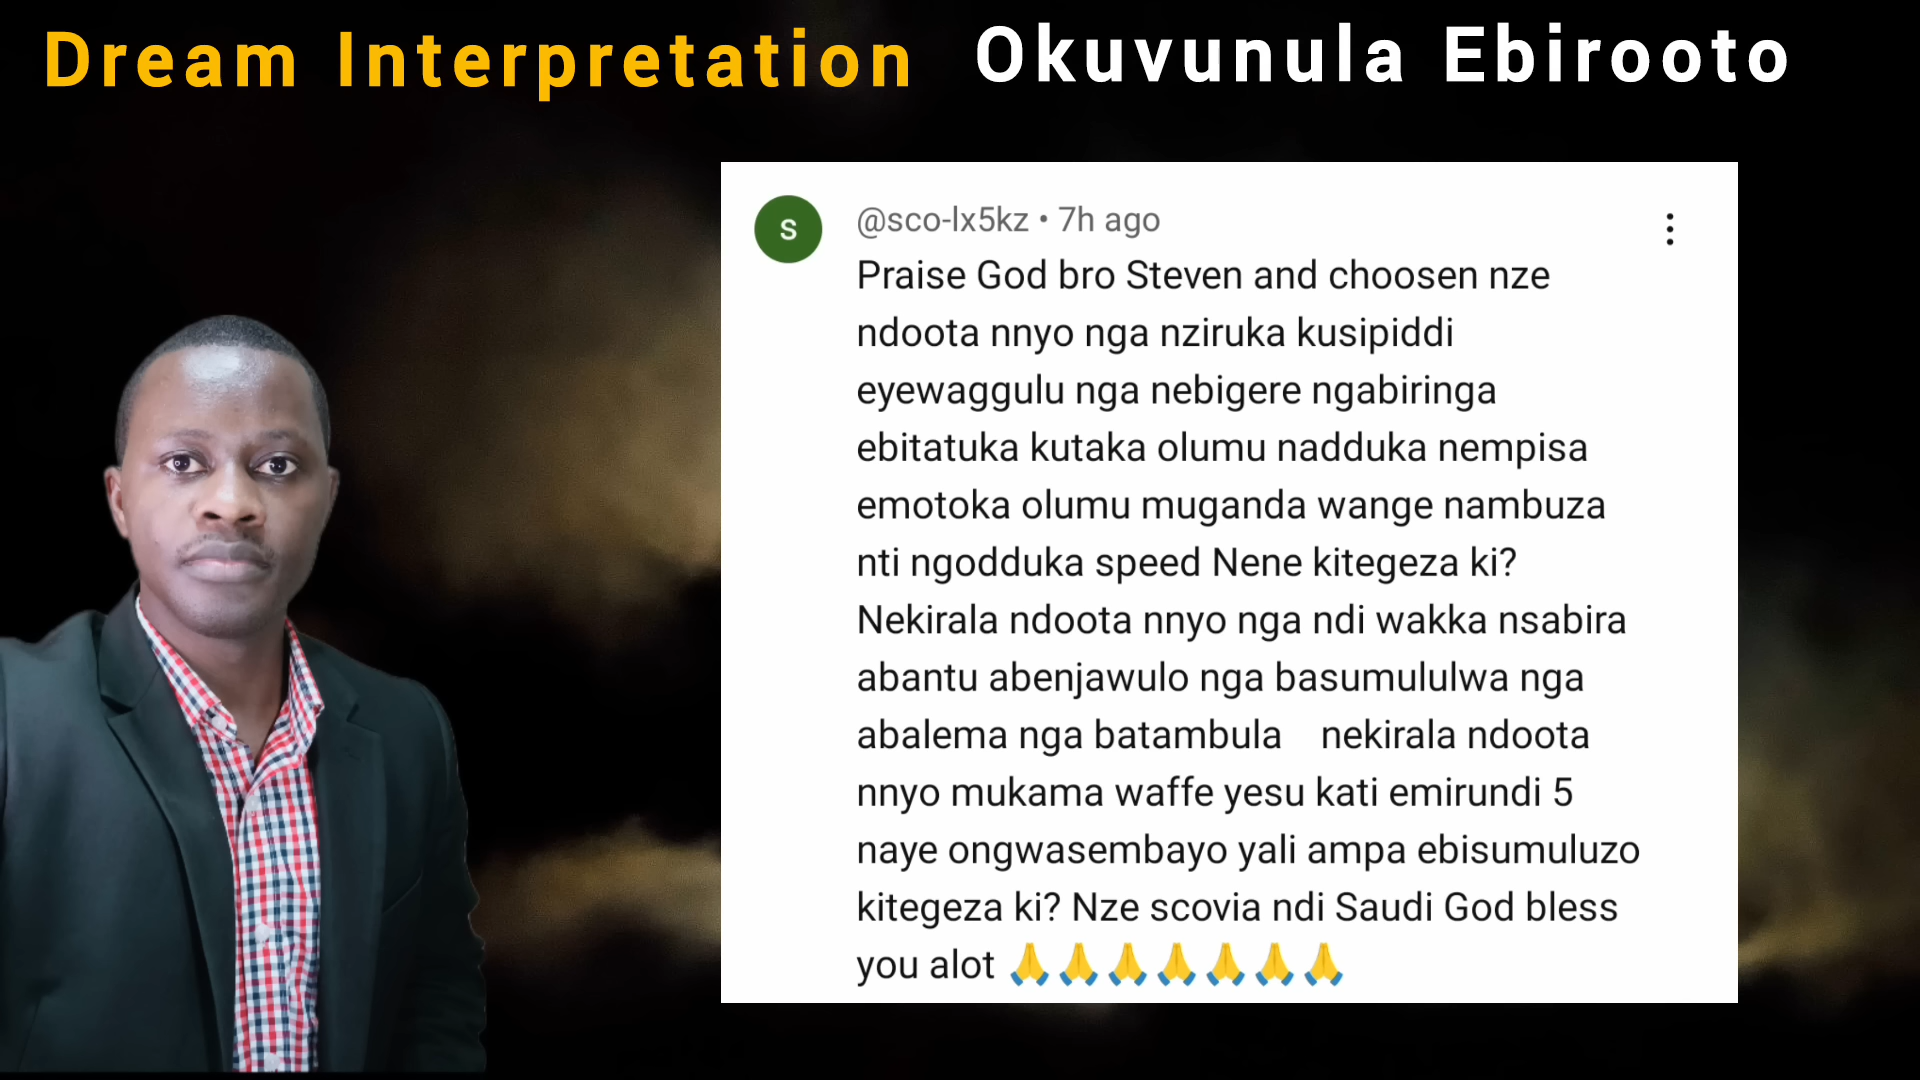 Dream Interpretation Okuvunula Ebirooto
S
@sco-lx5kz • 7h ago
Praise God bro Steven and choosen nze
ndoota nnyo nga nziruka kusipiddi
eyewaggulu nga nebigere ngabiringa
ebitatuka kutaka olumu nadduka nempisa
emotoka olumu muganda wange nambuza
nti ngodduka speed Nene kitegeza ki?
Nekirala ndoota nnyo nga ndi wakka nsabira
abantu abenjawulo nga basumululwa nga
abalema nga batambula nekirala ndoota
nnyo mukama waffe yesu kati emirundi 5
naye ongwasembayo yali ampa ebisumuluzo
kitegeza ki? Nze scovia ndi Saudi God bless
you alot 🙏🙏🙏🙏🙏🙏🙏